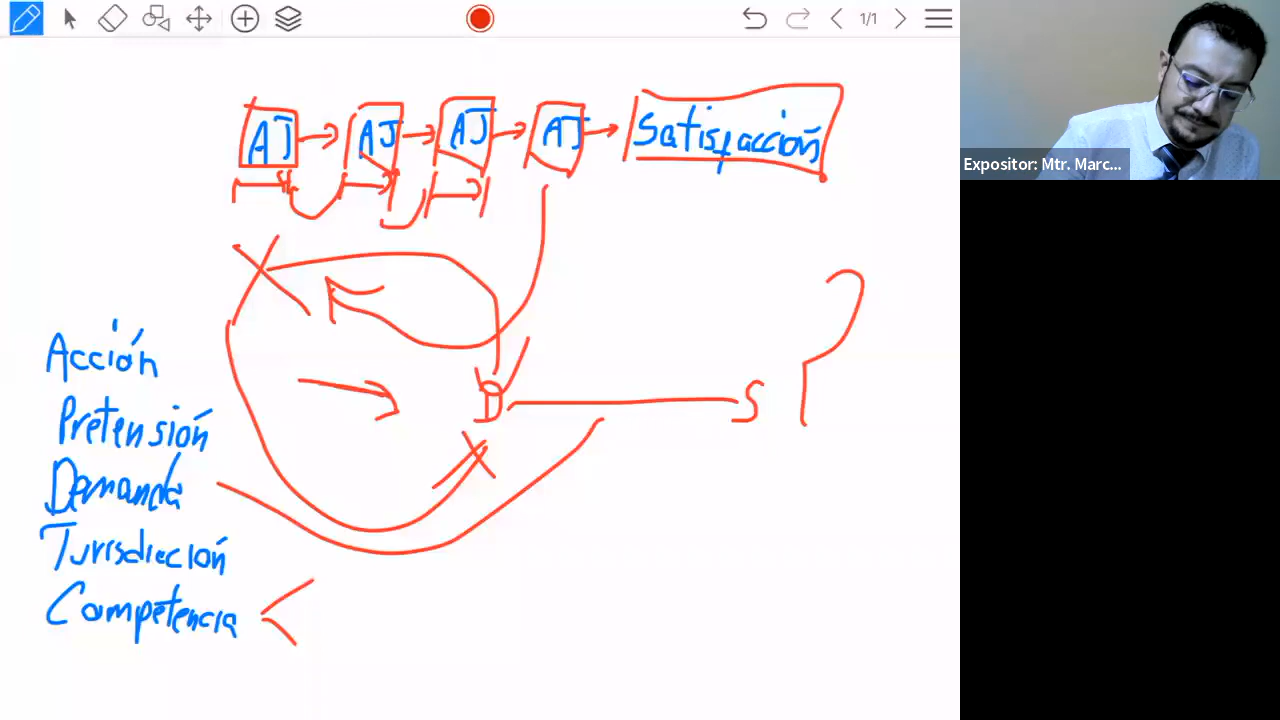 1/1
AJ AJ AJ AJ Satisfacción
Expositor: Mtr. Marc...
Acción
Pretensión
D S ?
Demanda
Jurisdicción
Competencia